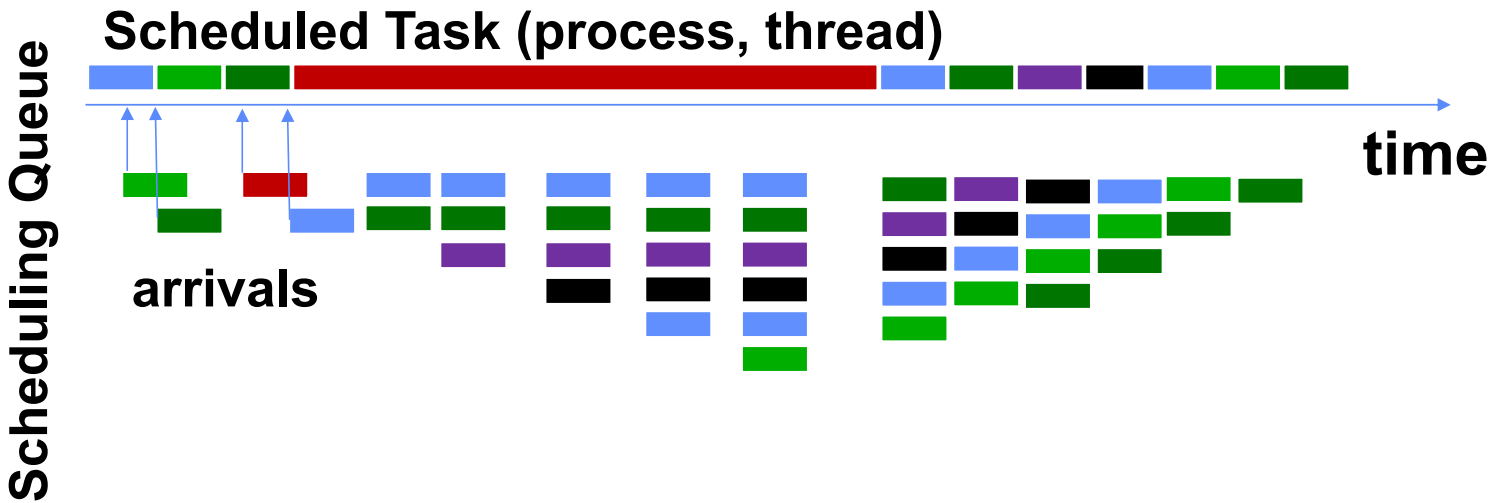 Scheduled Task (process, thread)
Scheduling Queue
time
arrivals